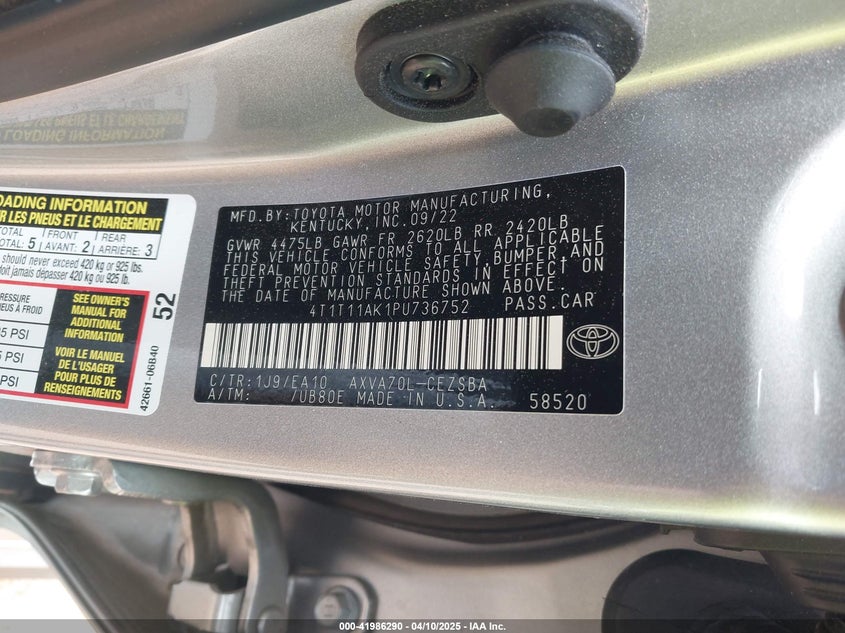 LOADING INFORMATION
OADING INFORMATION
R LES PNEUS ET LE CHARGEMENT
TOTAL 5 FRONT 2 REAR 3
TOTAL: AVANT: ARRIÈRE:
should never exceed 420 kg or 925 lbs.
doit jamais dépasser 420 kg ou 925 lb.
PRESSURE
NEUS À FROID
5 PSI
5 PSI
PSI
SEE OWNER'S
MANUAL FOR
ADDITIONAL
INFORMATION
VOIR LE MANUEL
DE L'USAGER
POUR PLUS DE
RENSEIGNEMENTS
52
42661-06B40
MFD.BY: TOYOTA MOTOR MANUFACTURING,
KENTUCKY, INC. 09/22
GVWR 4475LB GAWR FR 2620LB RR 2420LB
THIS VEHICLE CONFORMS TO ALL APPLICABLE
FEDERAL MOTOR VEHICLE SAFETY, BUMPER, AND
THEFT PREVENTION STANDARDS IN EFFECT ON
THE DATE OF MANUFACTURE SHOWN ABOVE.
4T1T11AK1PU736752 PASS.CAR
C/TR: 1J9/EA10 AXVA70L-CEZSBA
A/TM: /UB80E MADE IN U.S.A. 58520
000-41986290 - 04/10/2025 - IAA Inc.